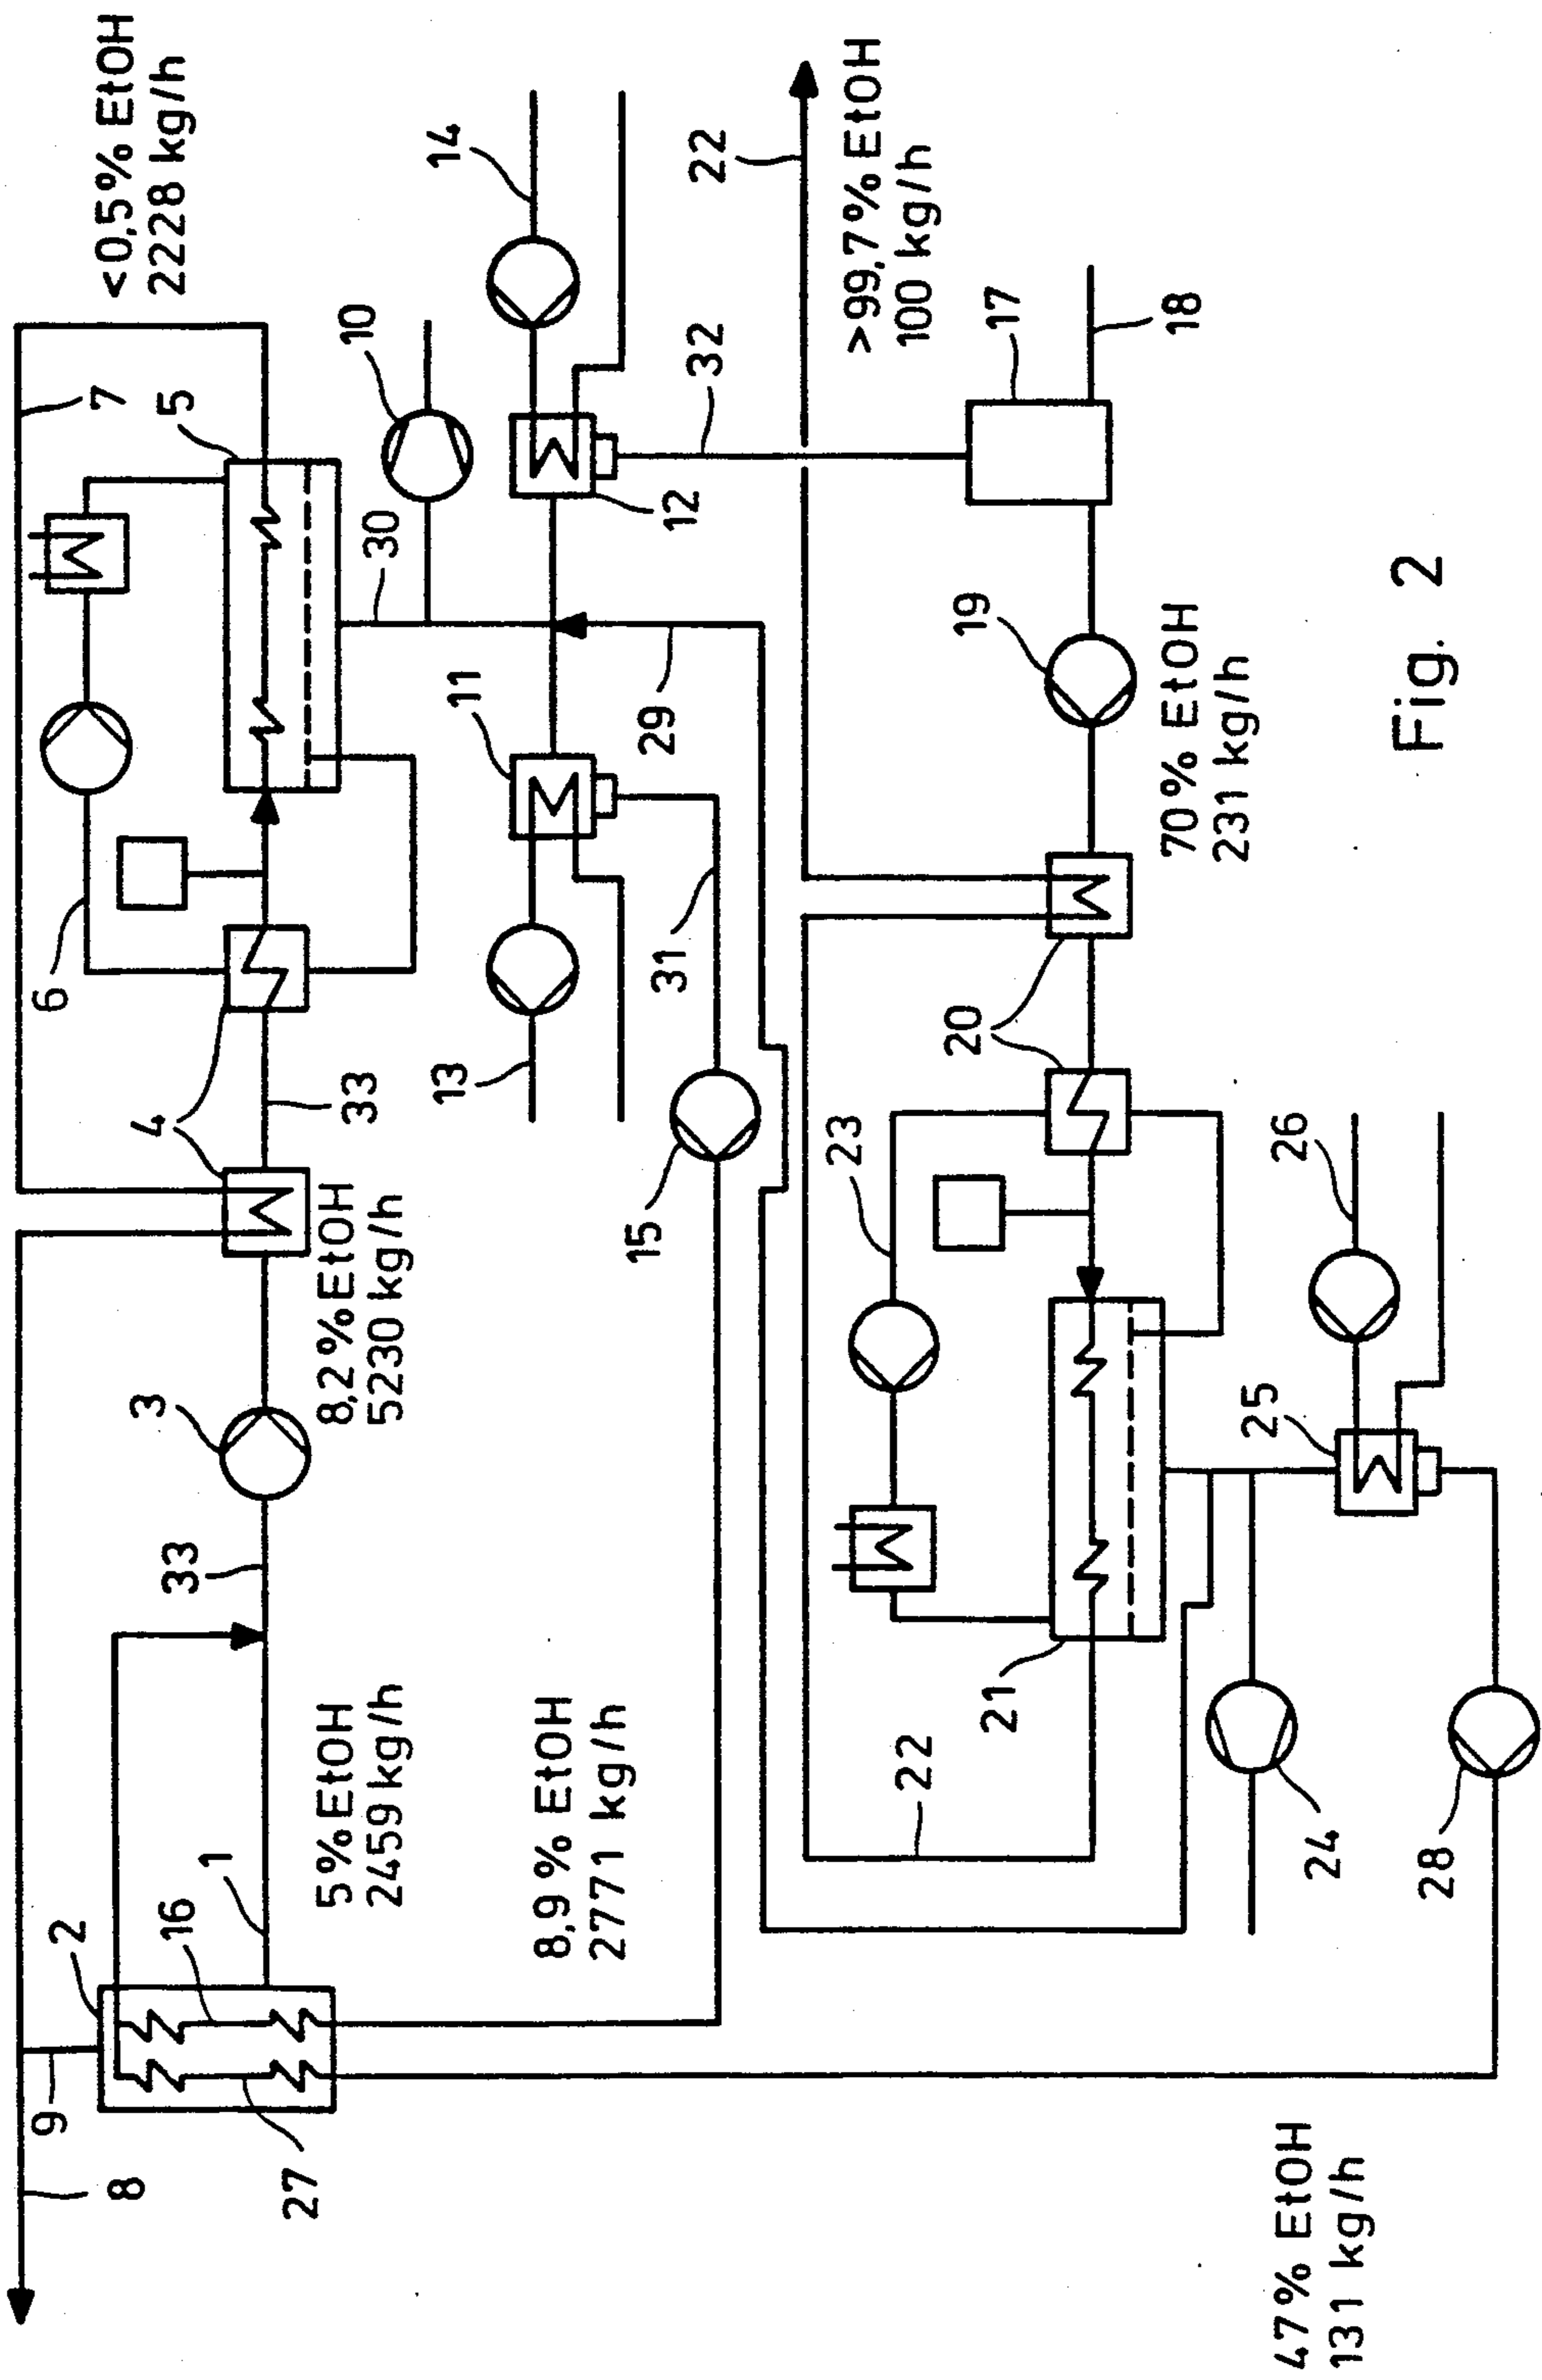 9
6
2
7
<0,5% EtOH
2228 kg/h
8
3
4
16
33
5
1
27
33
10
30
5% EtOH
2459 kg/h
8,2% EtOH
5230 kg/h
13
11
14
8,9% EtOH
2771 kg/h
15
31
29
12
32
22
23
>99,7% EtOH
100 kg/h
22
20
19
21
17
18
70% EtOH
231 kg/h
25
26
24
47% EtOH
131 kg/h
28
Fig. 2